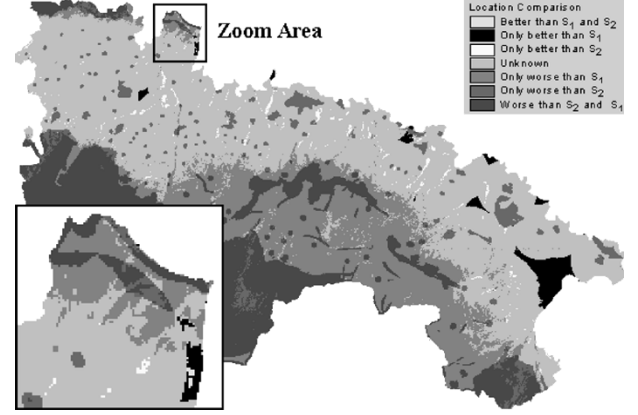 Zoom Area
Location Comparison
Better than S1 and S2
Only better than S1
Only better than S2
Unknown
Only worse than S1
Only worse than S2
Worse than S2 and S1